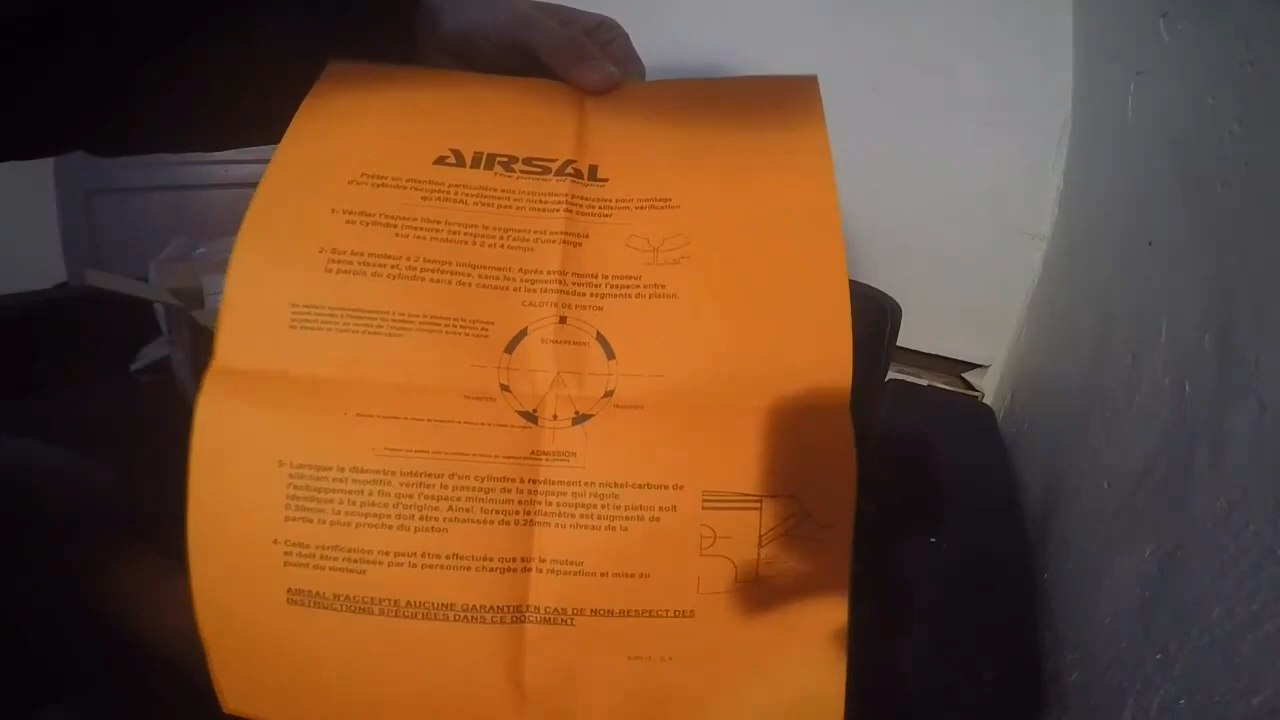 AIRSAL
The power of engine
Prêter un attention particulière aux instructions préalables pour montage
d'un cylindre récupéré à revêtement en nicke-carbure de silicium, vérification
qu'AIRSAL n'est pas en mesure de contrôler
1- Vérifier l'espace libre lorsque le segment est assemblé
au cylindre (mesurer cet espace à l'aide d'une jauge
sur les moteurs à 2 et 4 temps
2- Sur les moteur à 2 temps uniquement: Après avoir monté le moteur
(sans visser et, de préférence, sans les segments), vérifier l'espace entre
la parois du cylindre sans des canaux et les segments du piston.
CALOTTE DE PISTON
ECHAPPEMENT
TRANSFERT
TRANSFERT
ADMISSION
3- Lorsque le diamètre intérieur d'un cylindre à revêtement en nickel-carbure de
silicium est modifié, vérifier le passage de la soupape qui régule
l'echappement à fin que l'espace minimum entre la soupape et le piston soit
identique à la pièce d'origine. Ainsi, lorsque le diamètre est augmenté de
0.50mm, la soupape doit être rabaissée de 0.25mm au niveau de la
partie la plus proche du piston
4- Cette vérification ne peut être effectuée que sur le moteur
et doit être réalisée par la personne chargée de la réparation et mise au
point du moteur
AIRSAL N'ACCEPTE AUCUNE GARANTIE EN CAS DE NON-RESPECT DES
INSTRUCTIONS SPÉCIFIÉES DANS CE DOCUMENT